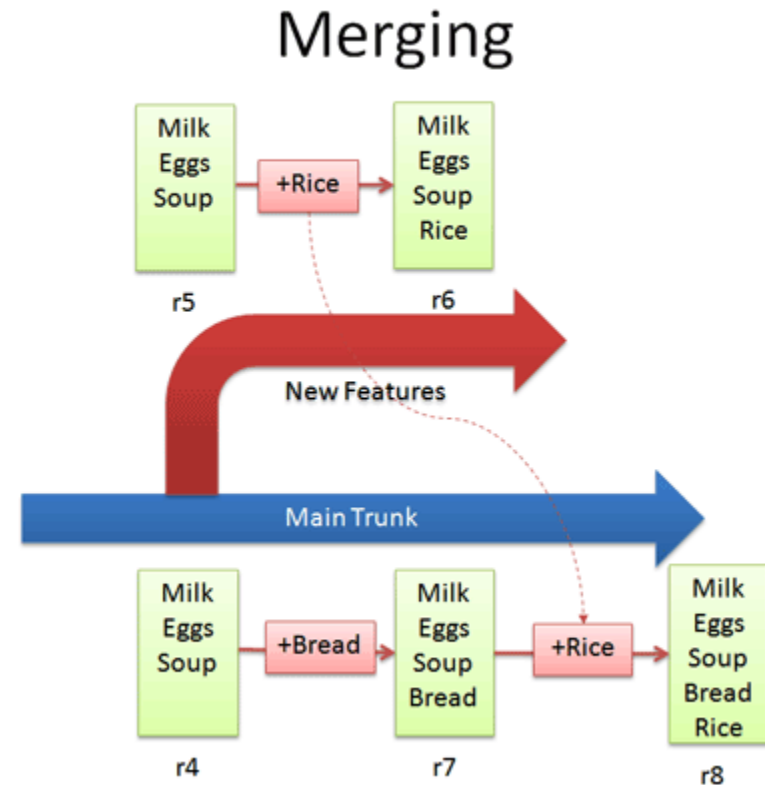 Merging
Milk
Eggs
Soup
+Rice
Milk
Eggs
Soup
Rice
r5
r6
New Features
Main Trunk
Milk
Eggs
Soup
+Bread
Milk
Eggs
Soup
Bread
+Rice
Milk
Eggs
Soup
Bread
Rice
r4
r7
r8